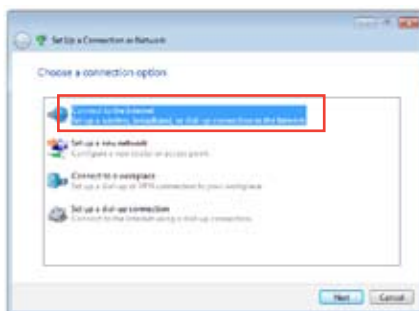 Set Up a Connection or Network
Choose a connection option
Connect to the Internet
Set up a wireless, broadband, or dial-up connection to the Internet.
Set up a new network
Configure a new router or access point.
Connect to a workplace
Set up a dial-up or VPN connection to your workplace.
Set up a dial-up connection
Connect to the Internet using a dial-up connection.
Next
Cancel